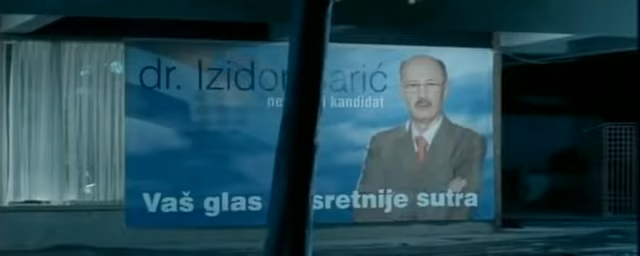 dr. Izidor
kandidat
Vaš glas sretnije sutra